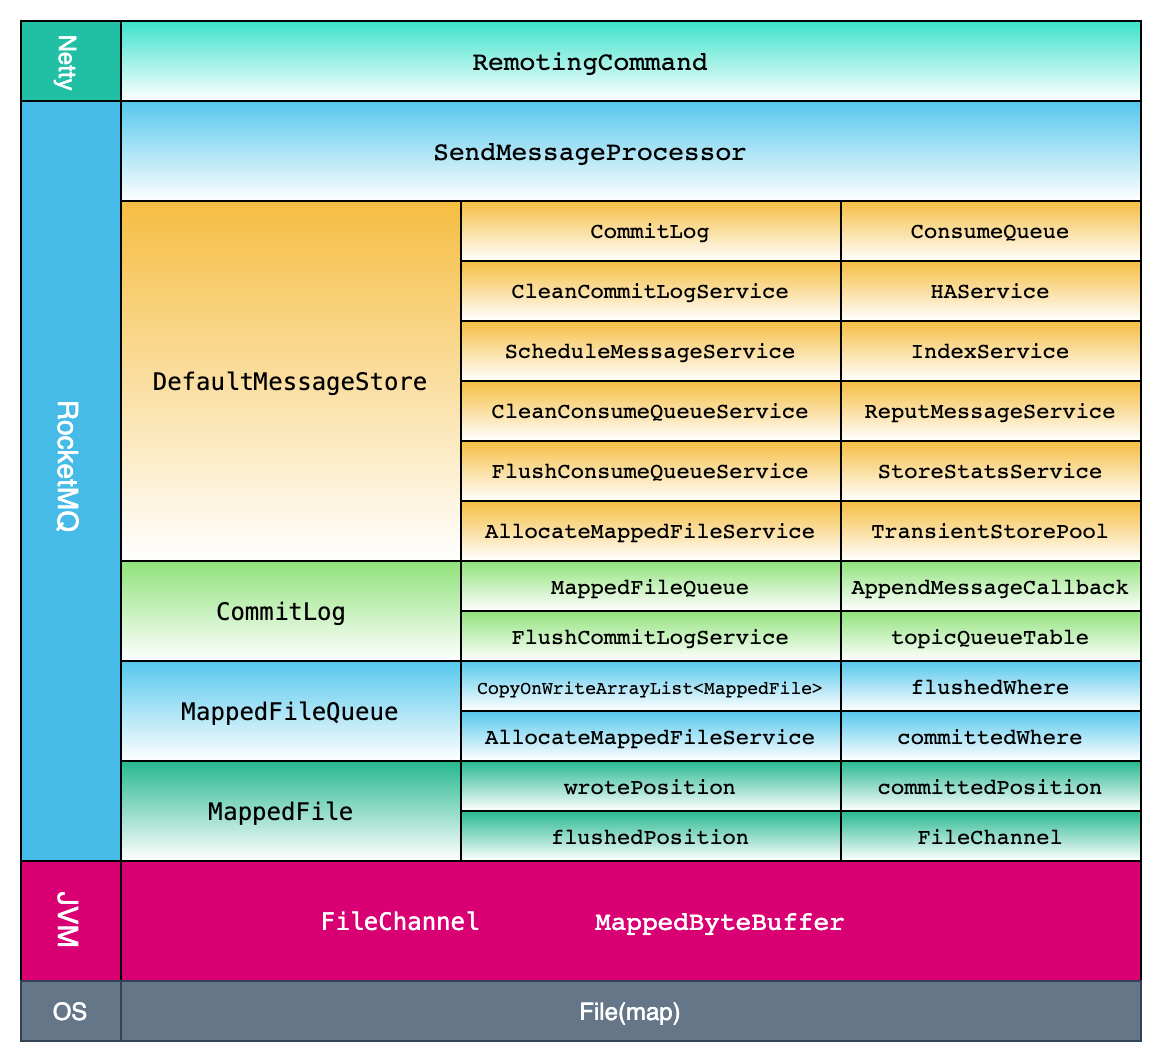 Netty
RemotingCommand
RocketMQ
SendMessageProcessor
DefaultMessageStore
CommitLog
ConsumeQueue
CleanCommitLogService
HAService
ScheduleMessageService
IndexService
CleanConsumeQueueService
ReputMessageService
FlushConsumeQueueService
StoreStatsService
AllocateMappedFileService
TransientStorePool
CommitLog
MappedFileQueue
AppendMessageCallback
FlushCommitLogService
topicQueueTable
MappedFileQueue
CopyOnWriteArrayList<MappedFile>
flushedWhere
AllocateMappedFileService
committedWhere
MappedFile
wrotePosition
committedPosition
flushedPosition
FileChannel
JVM
FileChannel
MappedByteBuffer
OS
File(map)